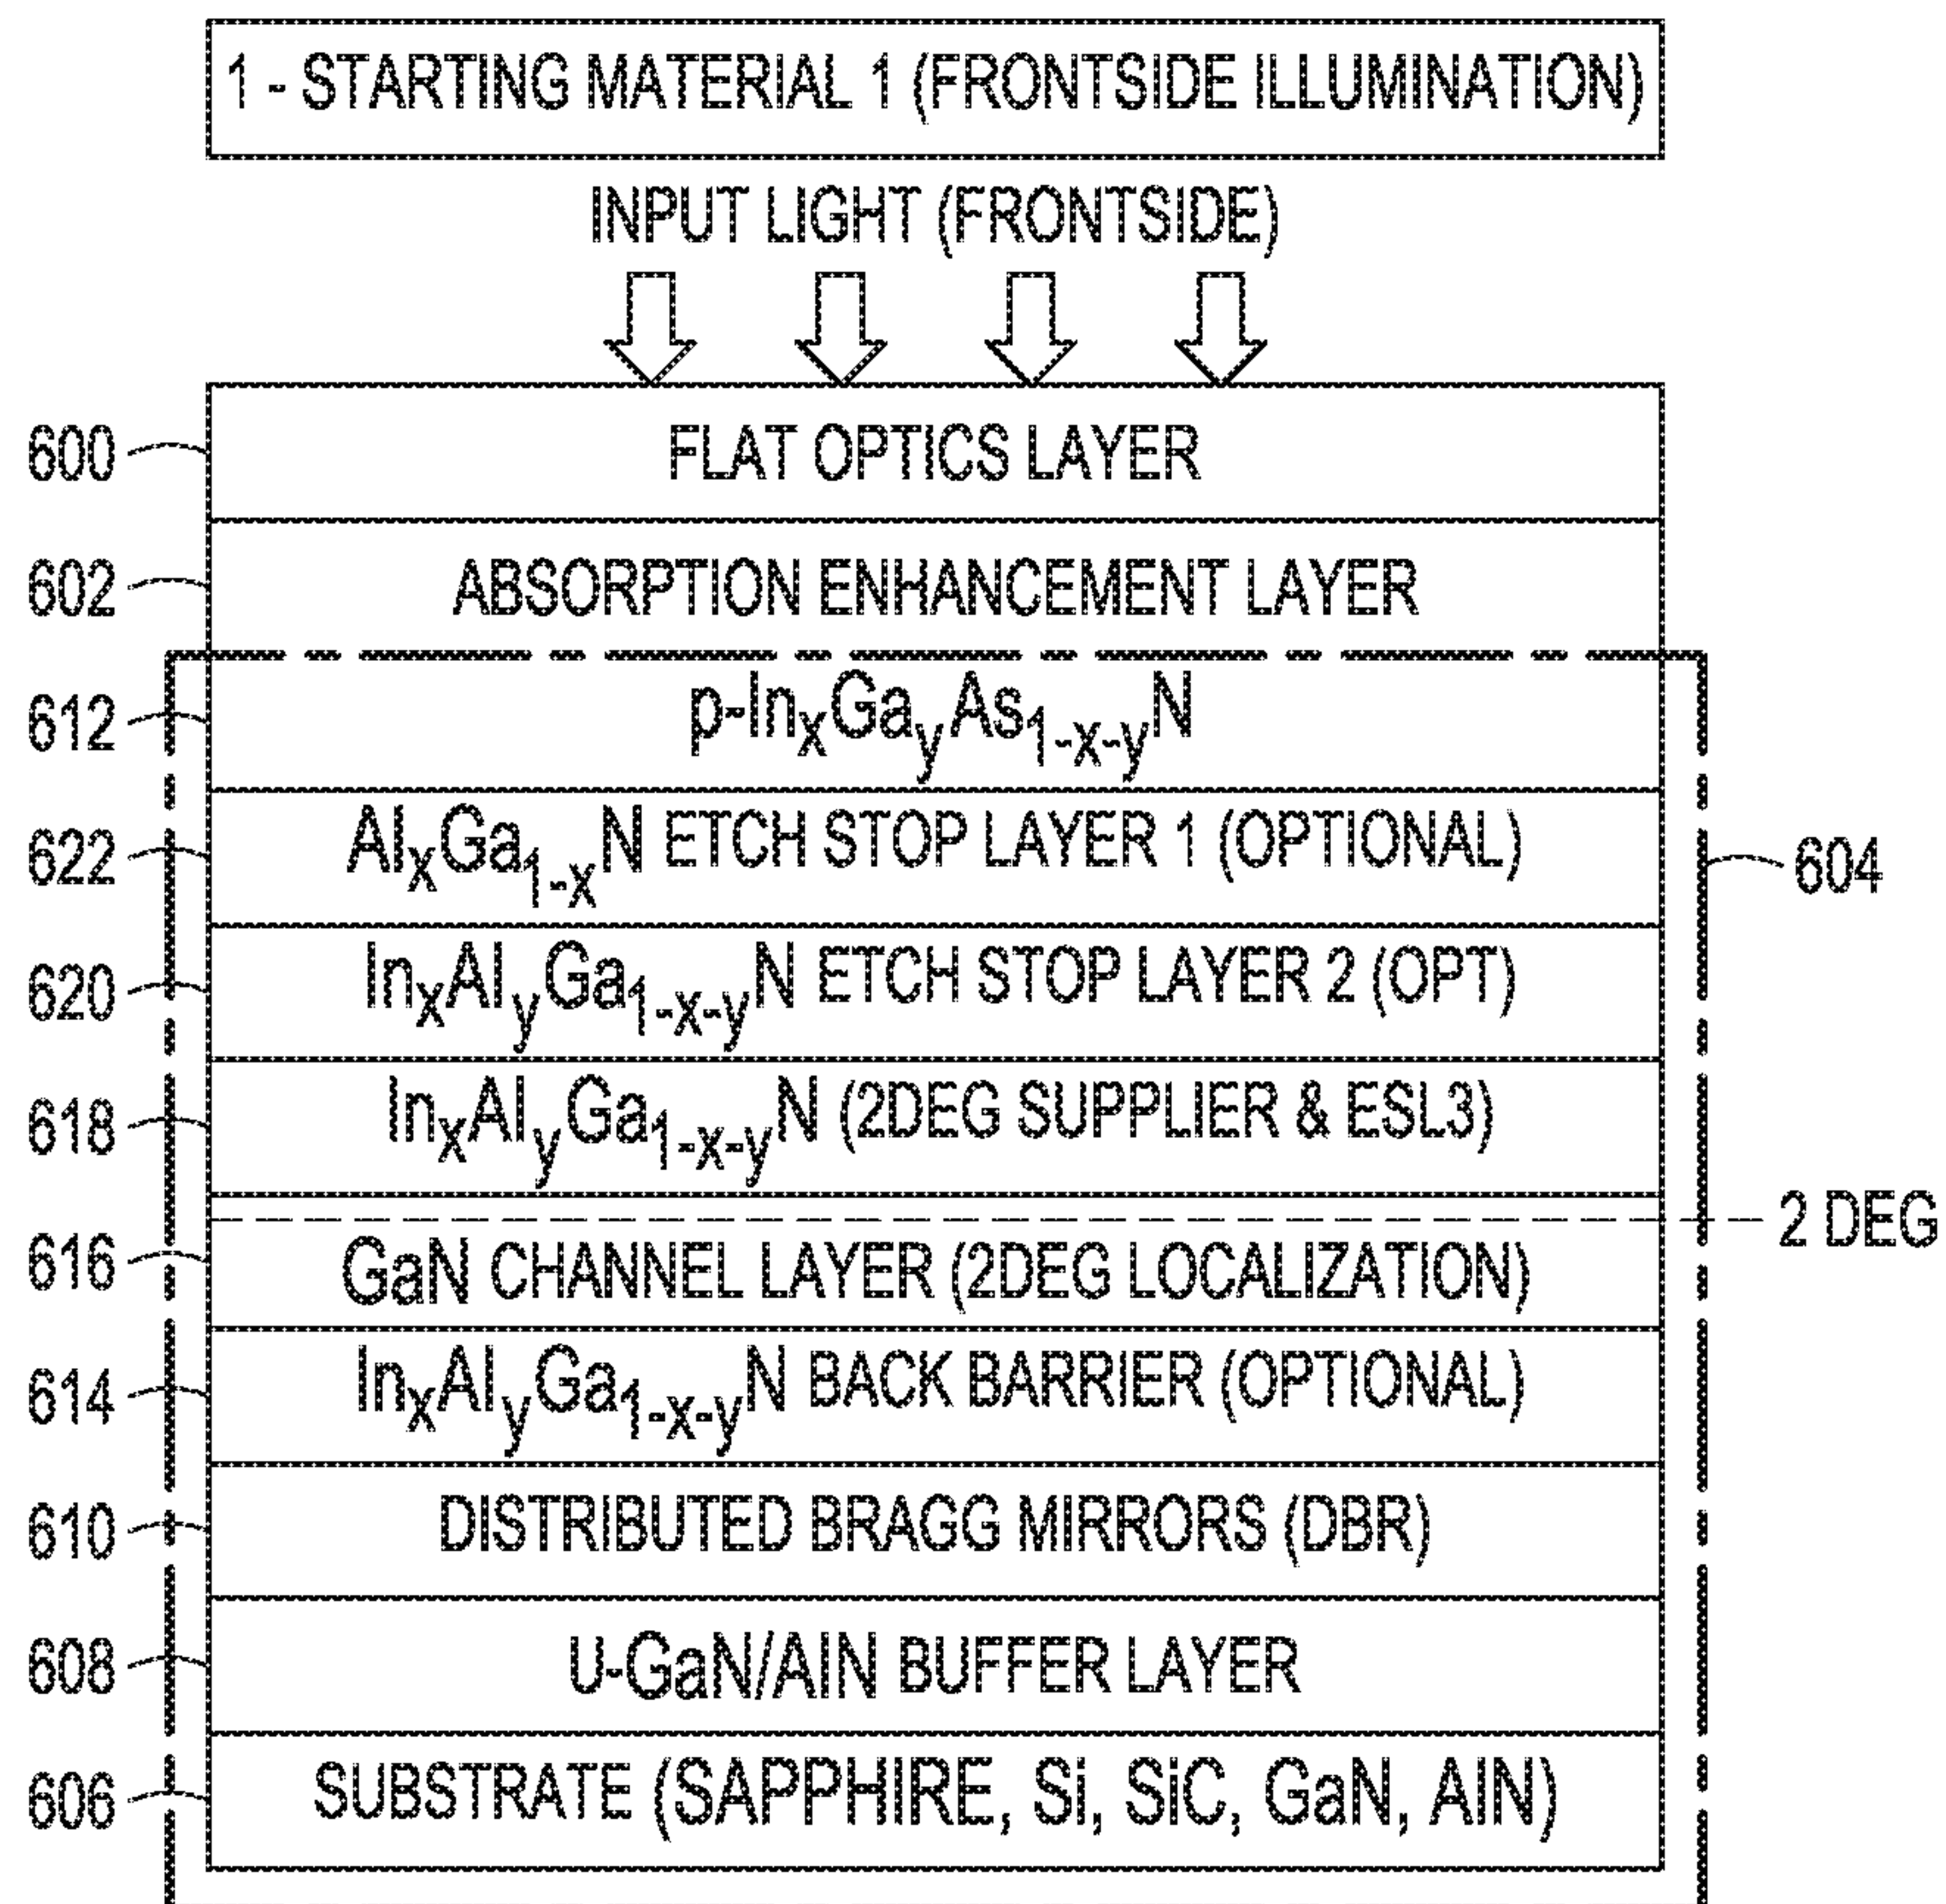 1 - STARTING MATERIAL 1 (FRONTSIDE ILLUMINATION)
INPUT LIGHT (FRONTSIDE)
600 FLAT OPTICS LAYER
602 ABSORPTION ENHANCEMENT LAYER
612 p-InxGayAs1-x-yN
622 AlxGa1-xN ETCH STOP LAYER 1 (OPTIONAL) 604
620 InxAlyGa1-x-yN ETCH STOP LAYER 2 (OPT)
618 InxAlyGa1-x-yN (2DEG SUPPLIER & ESL3)
2 DEG
616 GaN CHANNEL LAYER (2DEG LOCALIZATION)
614 InxAlyGa1-x-yN BACK BARRIER (OPTIONAL)
610 DISTRIBUTED BRAGG MIRRORS (DBR)
608 U-GaN/AlN BUFFER LAYER
606 SUBSTRATE (SAPPHIRE, Si, SiC, GaN, AlN)